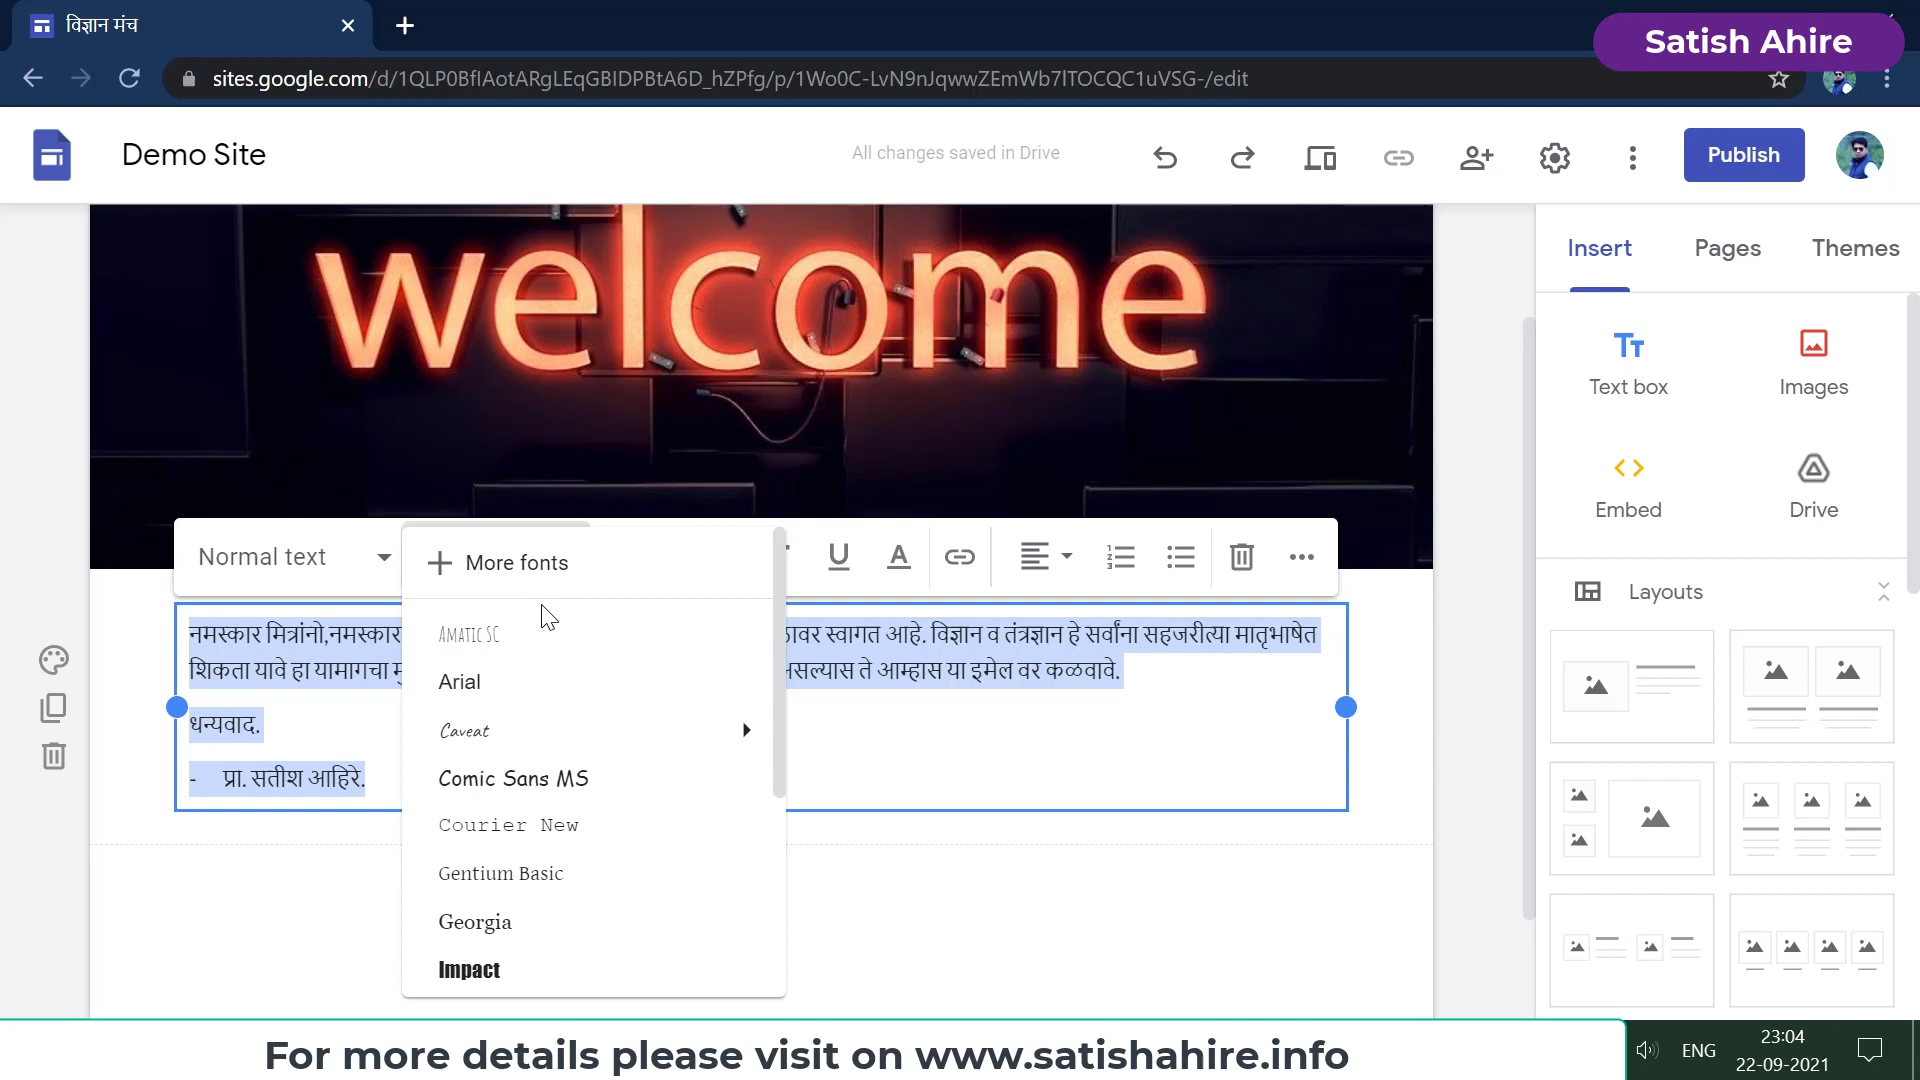 विज्ञान मंच
Satish Ahire
sites.google.com/d/1QLP0BfIAotARgLEqGBIDPBtA6D_hZPfg/p/1Wo0C-LvN9nJqwwZEmWb7lTOCQC1uVSG-/edit
Demo Site
All changes saved in Drive
Publish
welcome
Insert Pages Themes
Text box Images
Embed Drive
Layouts
Normal text
More fonts
Amatic SC
Arial
Caveat
Comic Sans MS
Courier New
Gentium Basic
Georgia
Impact
नमस्कार मित्रांनो,नमस्कार वर स्वागत आहे. विज्ञान व तंत्रज्ञान हे सर्वांना सहजरीत्या मातृभाषेत
शिकता यावे हा यामागचा असल्यास ते आम्हास या इमेल वर कळवावे.
धन्यवाद.
- प्रा. सतीश आहिरे.
For more details please visit on www.satishahire.info
ENG
23:04
22-09-2021